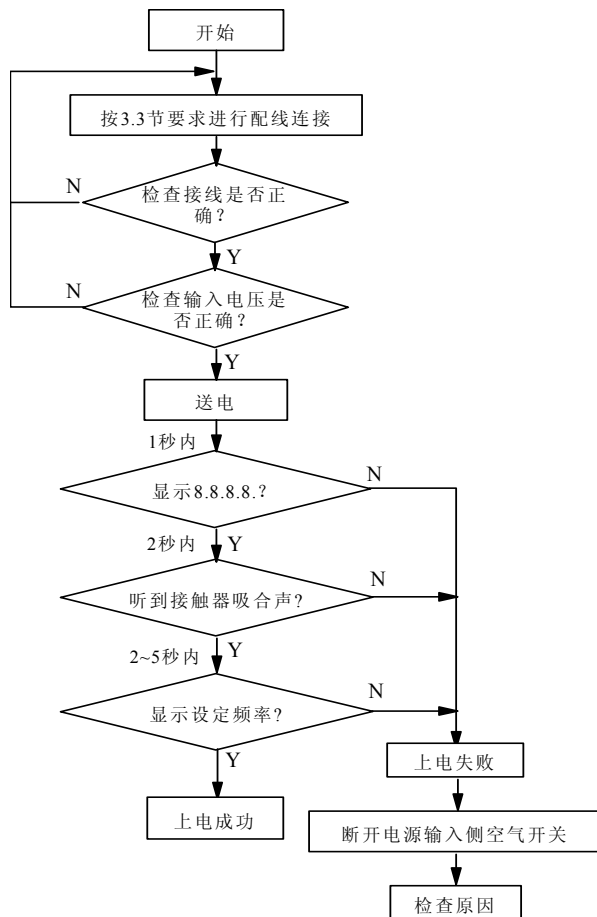 开始
按3.3节要求进行配线连接
N
检查接线是否正
确？
Y
N
检查输入电压是
否正确？
Y
送电
1秒内
N
显示8.8.8.8.？
2秒内
Y
N
听到接触器吸合声？
2~5秒内
Y
N
显示设定频率？
Y
上电失败
上电成功
断开电源输入侧空气开关
检查原因